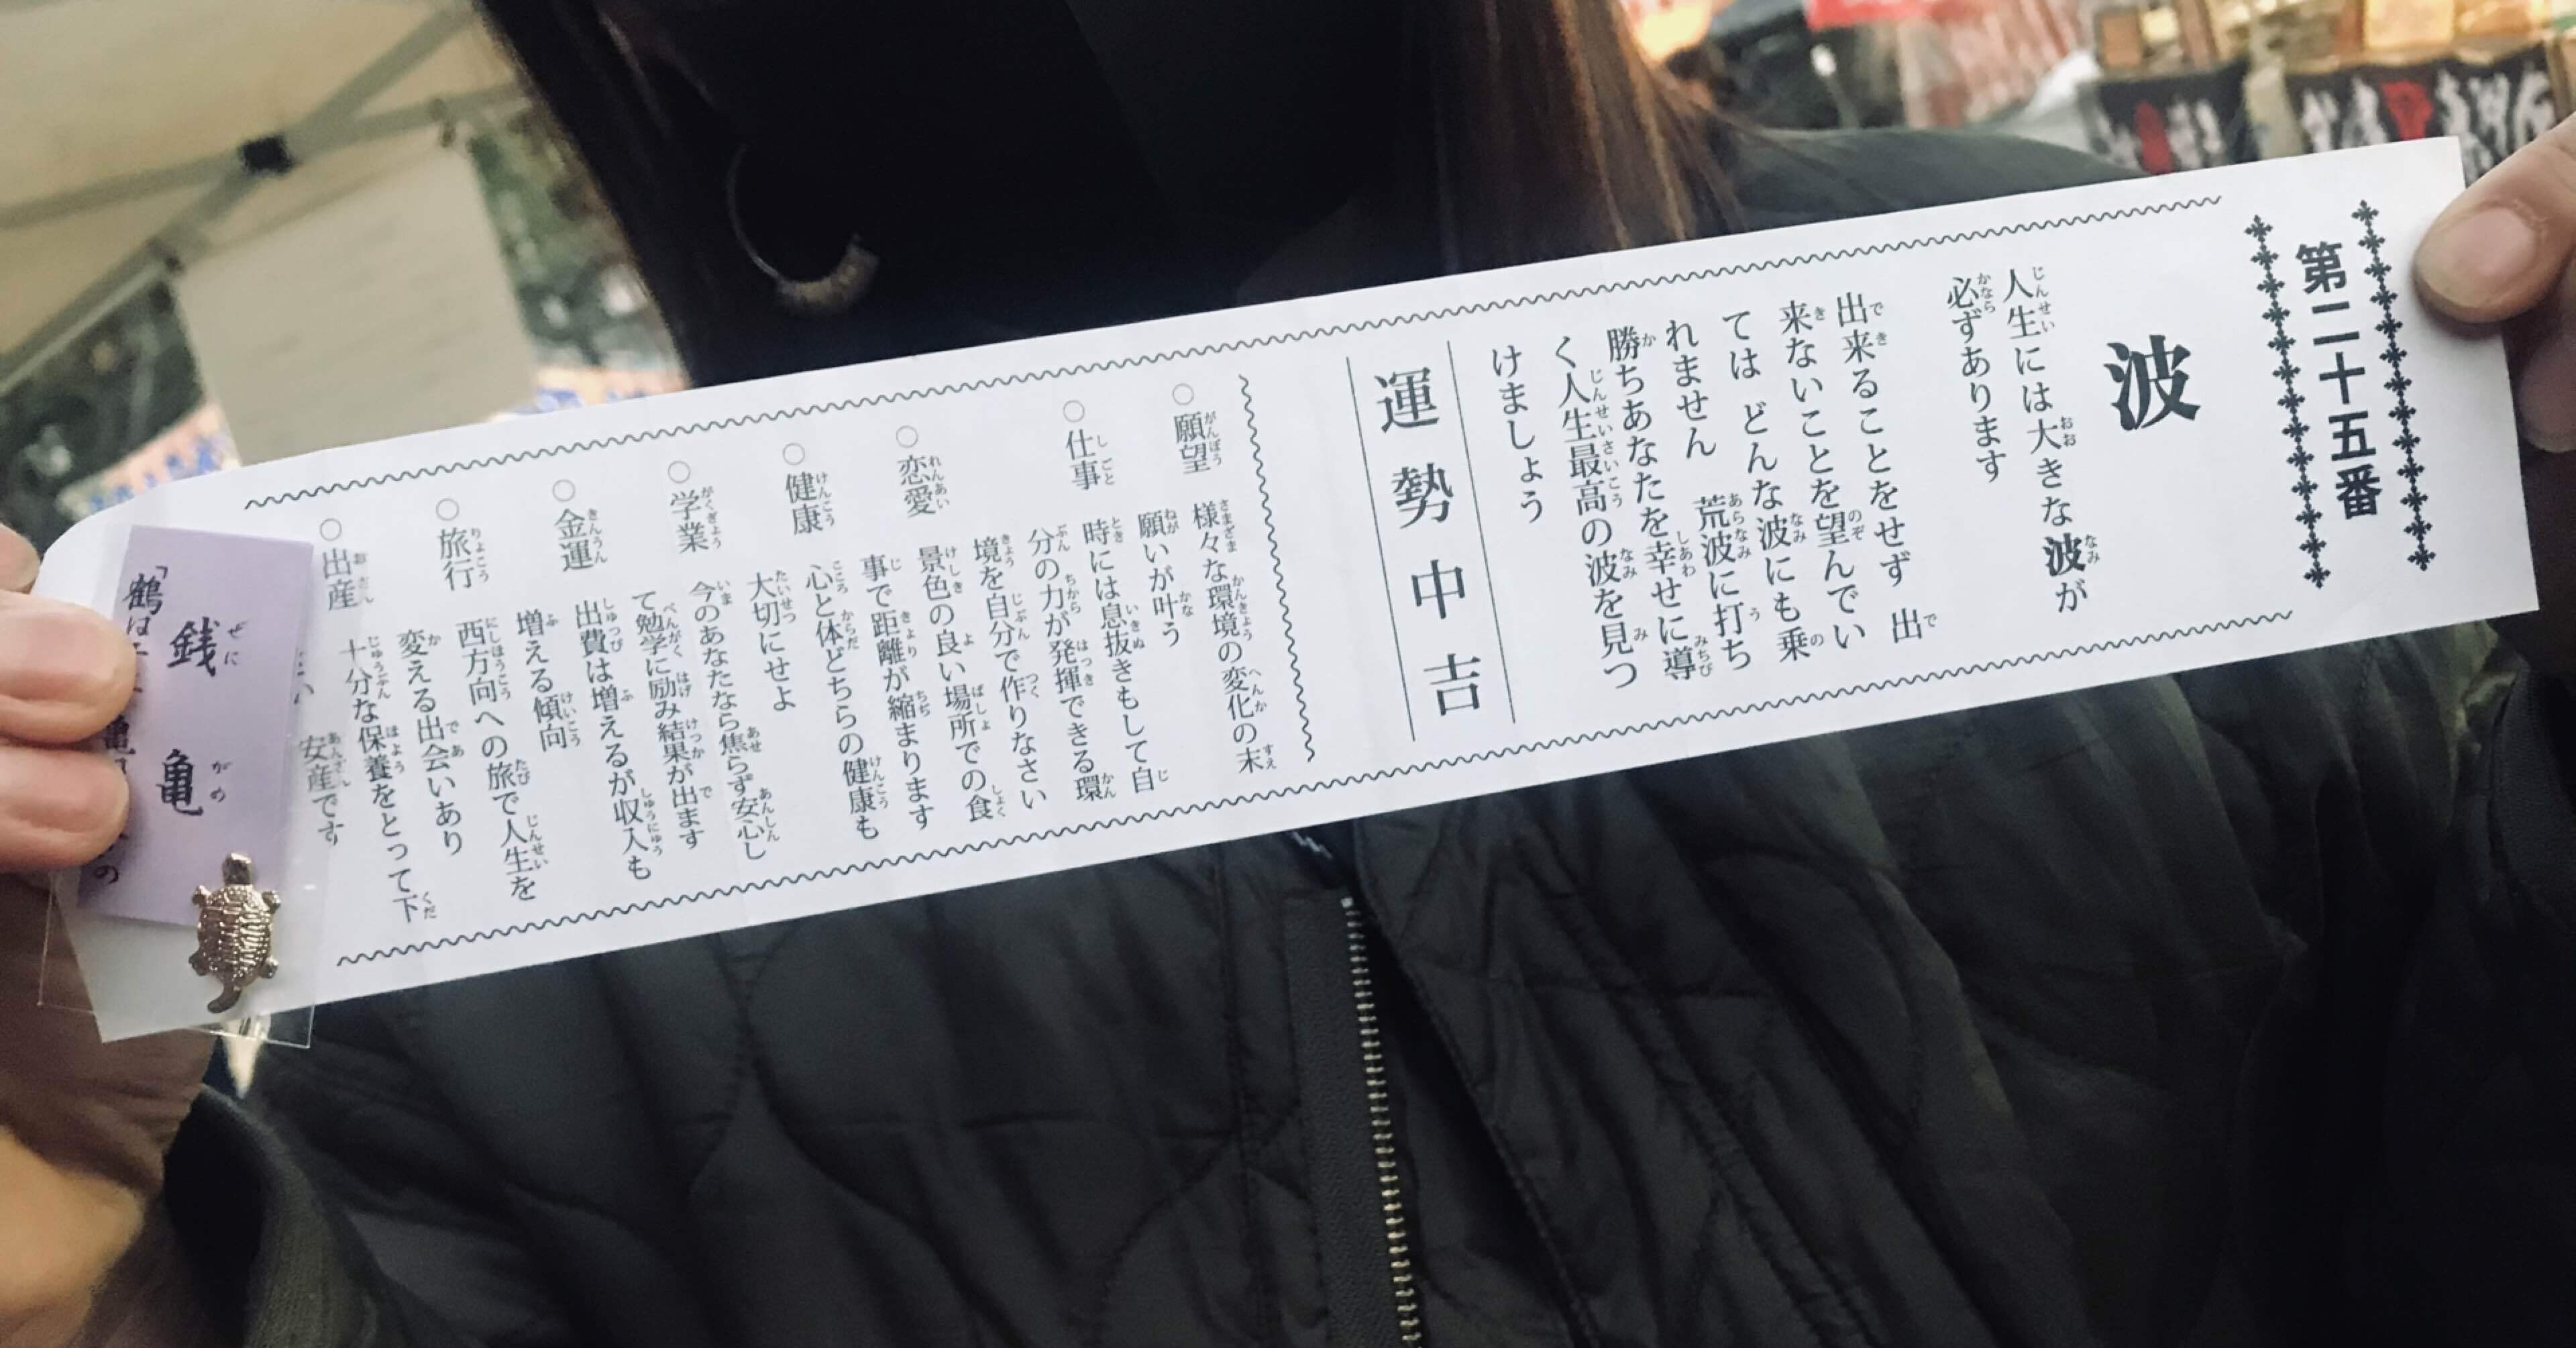 第二十五番
波
人生には大きな波が
必ずあります
出来ることをせず 出
来ないことを望んでい
ては どんな波にも乗
れません 荒波に打ち
勝ちあなたを幸せに導
く人生最高の波を見つ
けましょう
運勢中吉
○願望 様々な環境の変化の末
願いが叶う
○仕事 時には息抜きもして自
分の力が発揮できる環
境を自分で作りなさい
○恋愛 景色の良い場所での食
事で距離が縮まります
○健康 心と体どちらの健康も
大切にせよ
○学業 今のあなたなら焦らず安心し
て勉学に励み結果が出ます
○金運 出費は増えるが収入も
増える傾向
○旅行 西方向への旅で人生を
変える出会いあり
○出産 十分な保養をとって下
さい 安産です
銭亀
「鶴は
亀
の